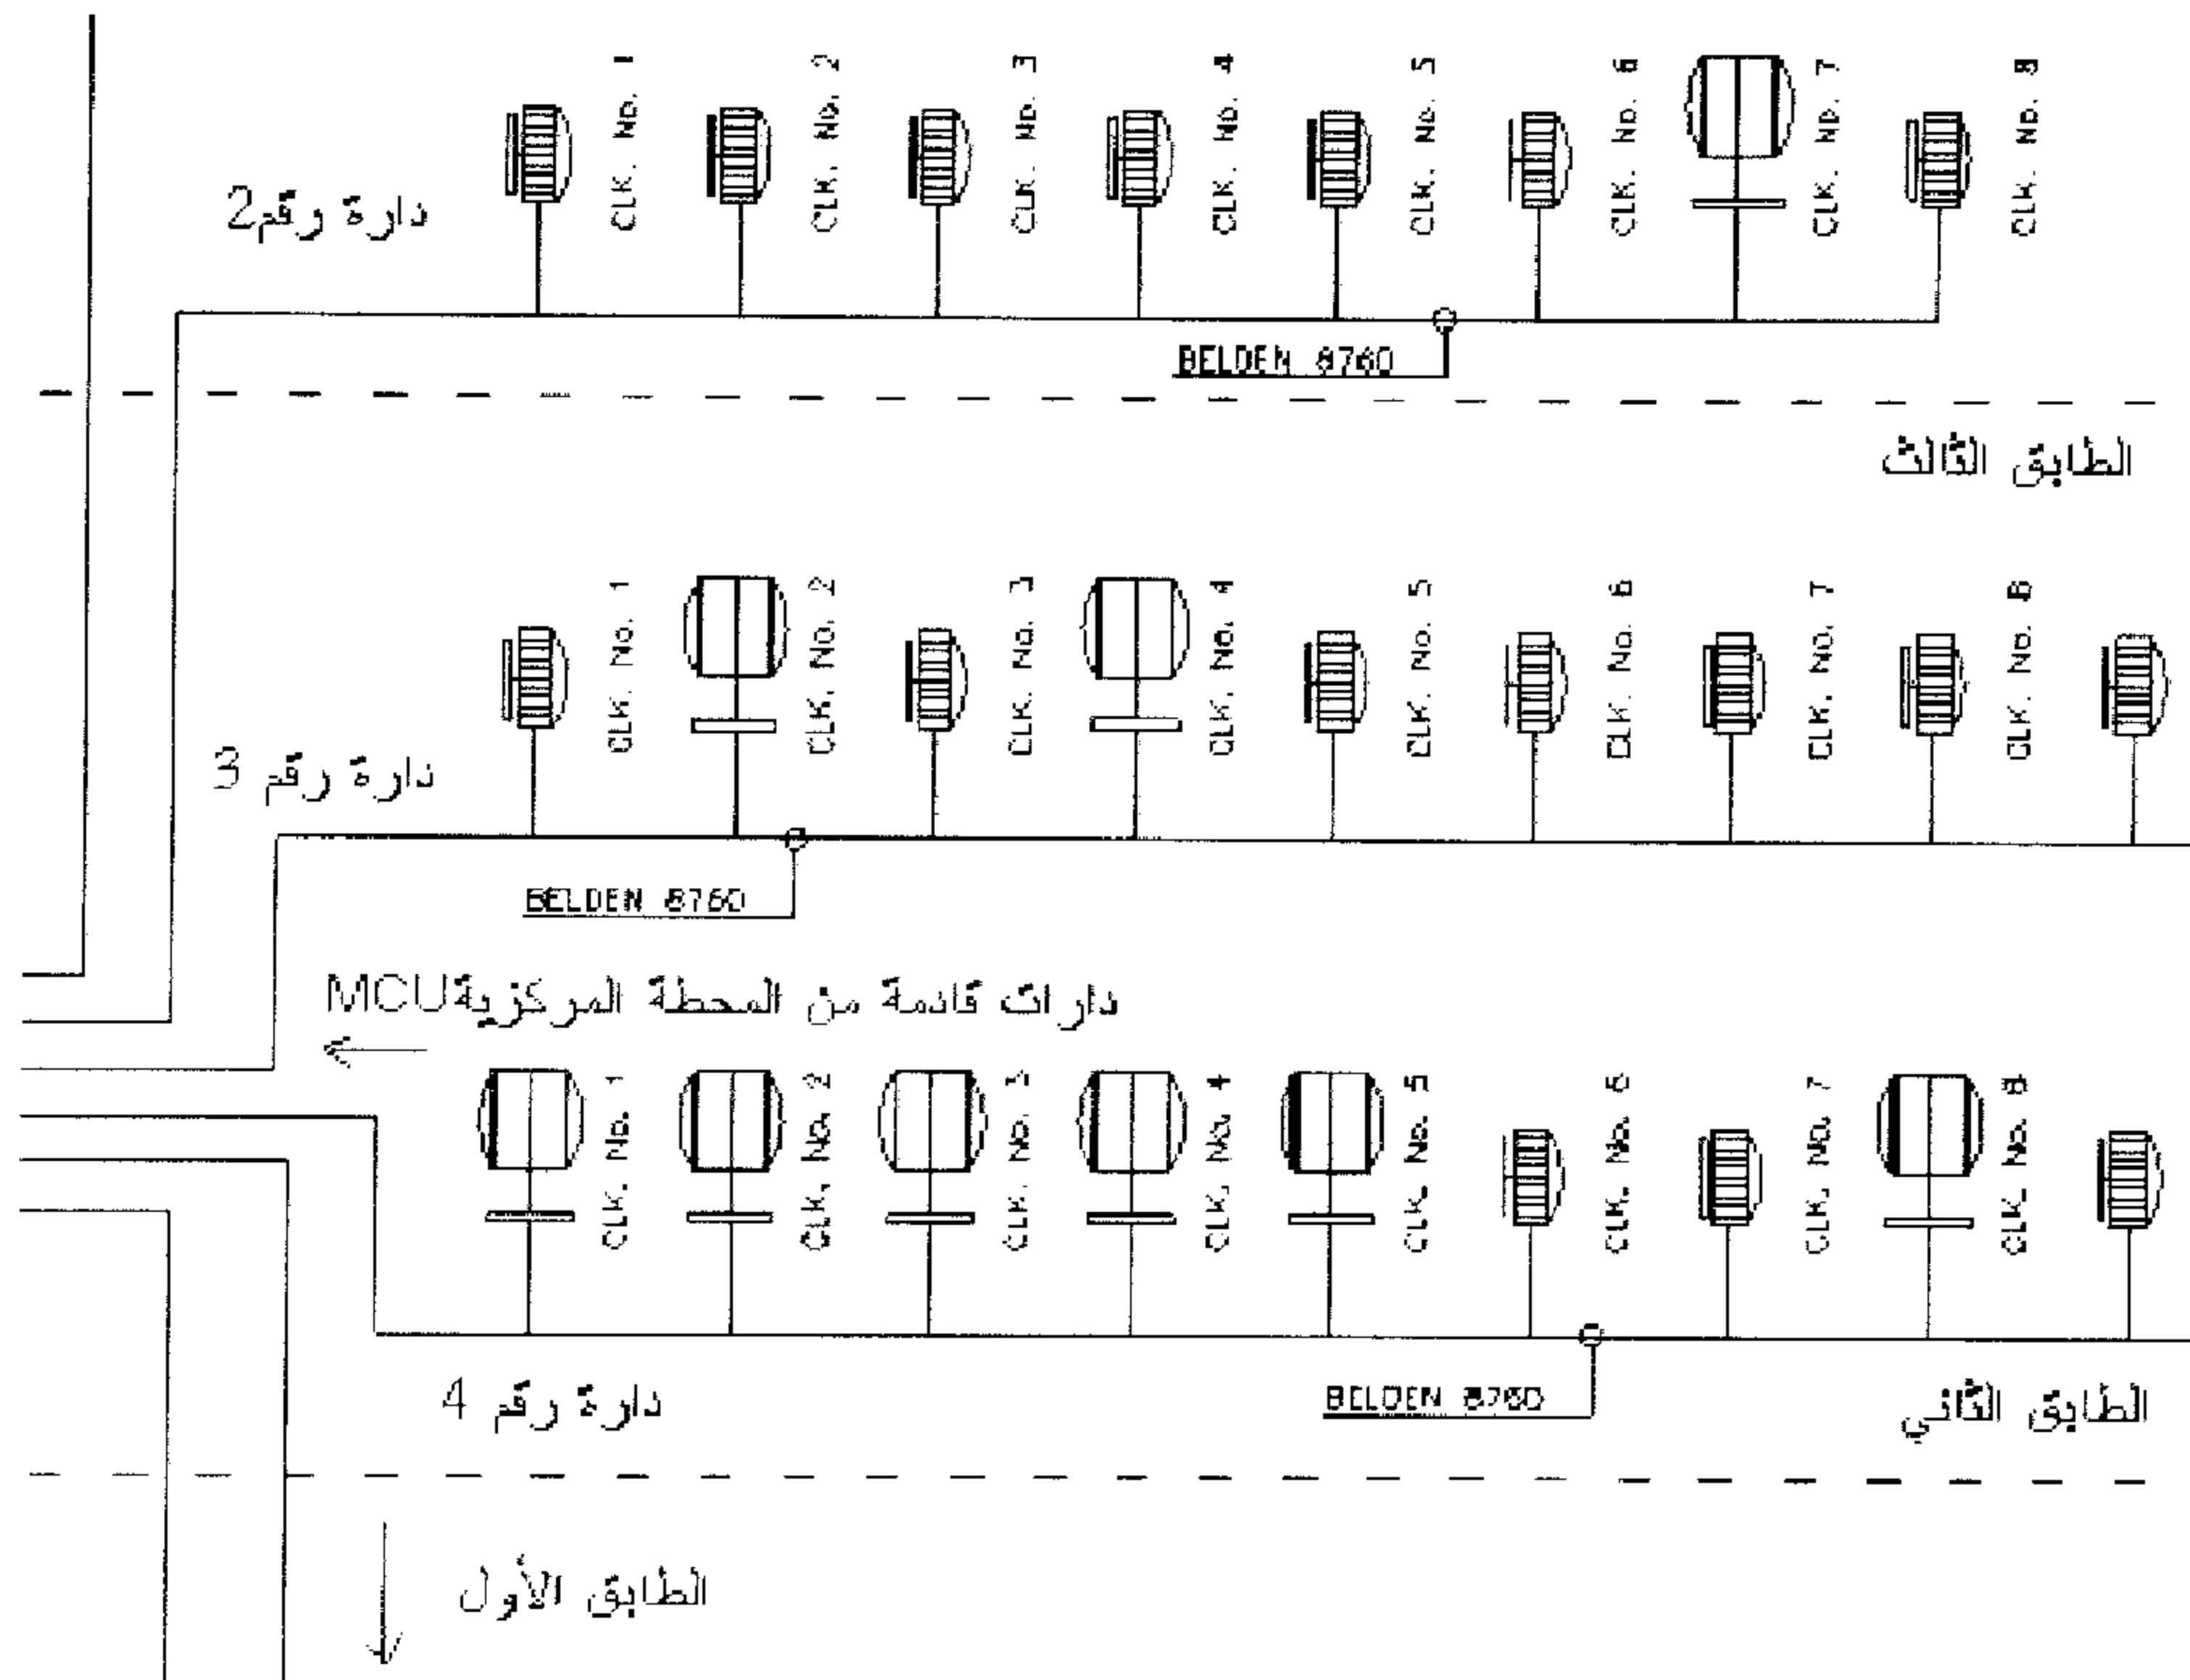 CLK. No. 1
CLK. No. 2
CLK. No. 3
CLK. No. 4
CLK. No. 5
CLK. No. 6
CLK. No. 7
CLK. No. 8
دارة رقم2
BELDEN 8760
الطابق الثالث
CLK. No. 1
CLK. No. 2
CLK. No. 3
CLK. No. 4
CLK. No. 5
CLK. No. 6
CLK. No. 7
CLK. No. 8
دارة رقم 3
BELDEN 8760
دارات قادمة من المحطة المركزيةMCU
CLK. No. 1
CLK. No. 2
CLK. No. 3
CLK. No. 4
CLK. No. 5
CLK. No. 6
CLK. No. 7
CLK. No. 8
دارة رقم 4
BELDEN 8760
الطابق الثاني
الطابق الأول